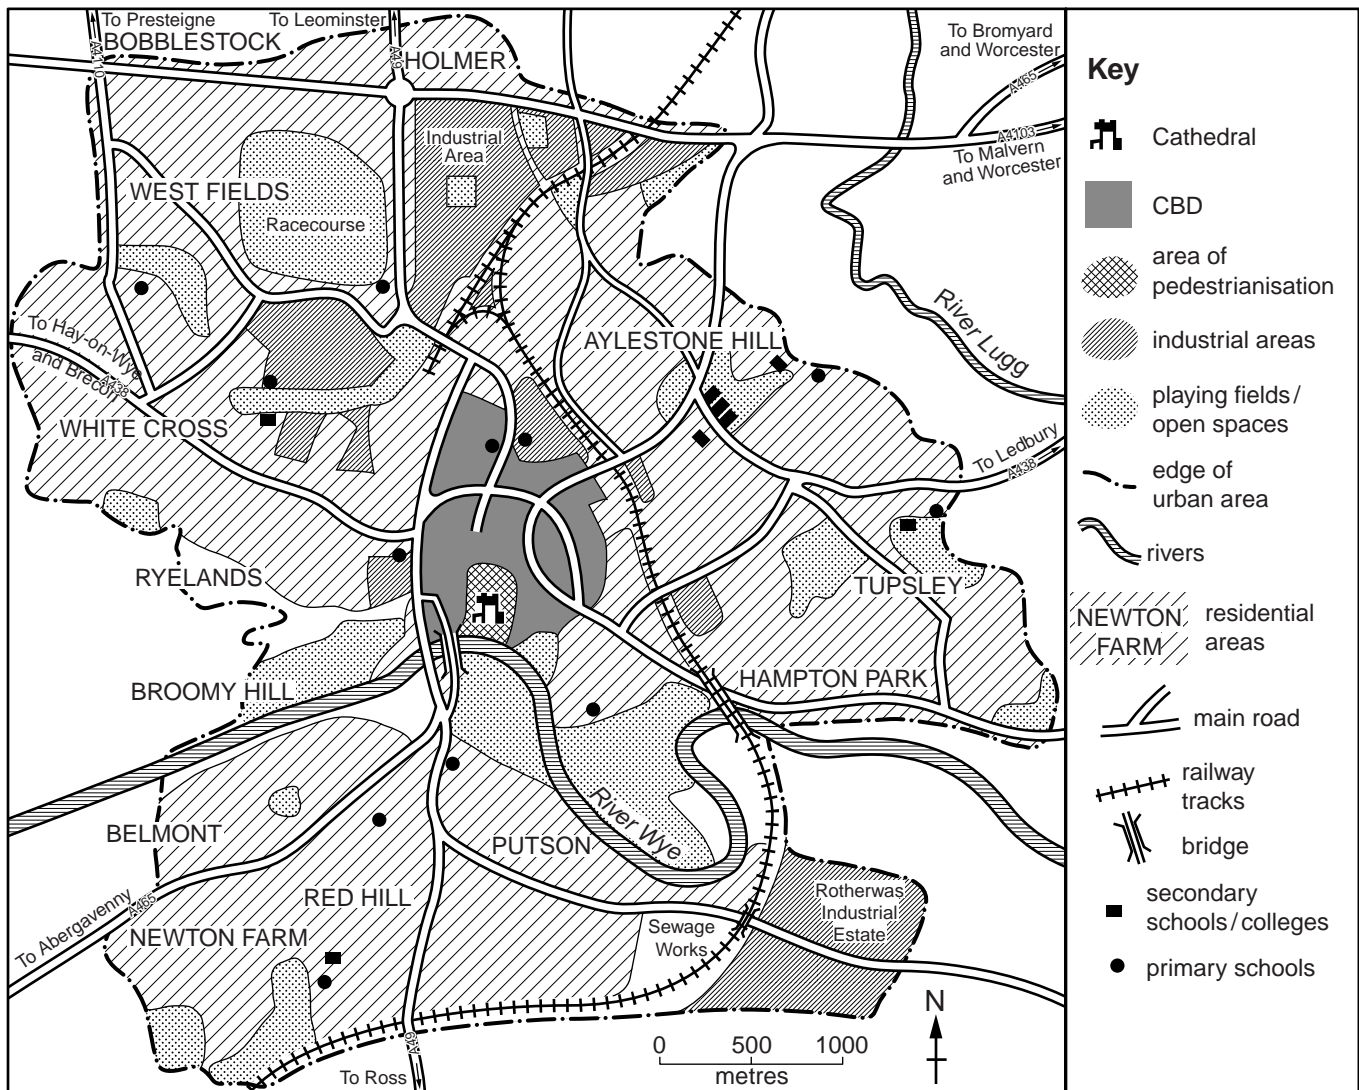 To Presteigne
To Leominster
BOBBLESTOCK
A4110
A49
HOLMER
To Bromyard
and Worcester
A465
A4103
To Malvern
and Worcester
Industrial
Area
WEST FIELDS
Racecourse
River Lugg
To Hay-on-Wye
and Brecon
A438
AYLESTONE HILL
WHITE CROSS
To Ledbury
A438
RYELANDS
TUPSLEY
BROOMY HILL
HAMPTON PARK
River Wye
BELMONT
PUTSON
RED HILL
To Abergavenny
A465
NEWTON FARM
Sewage
Works
Rotherwas
Industrial
Estate
A49
To Ross
0 500 1000
metres
N
Key
Cathedral
CBD
area of
pedestrianisation
industrial areas
playing fields/
open spaces
edge of
urban area
rivers
NEWTON
FARM
residential
areas
main road
railway
tracks
bridge
secondary
schools/colleges
primary schools